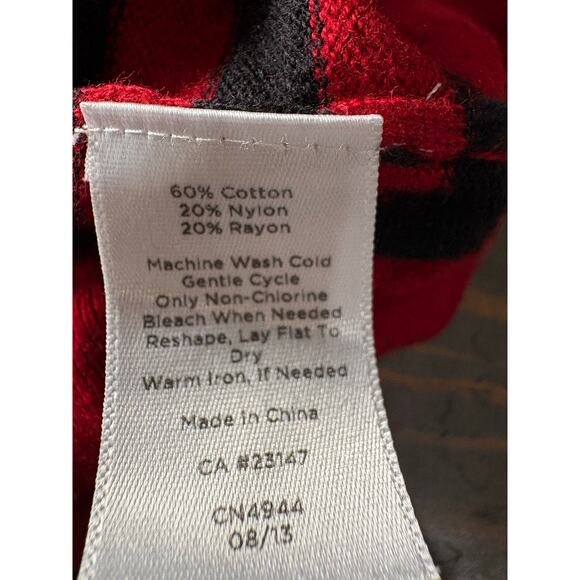 60% Cotton
20% Nylon
20% Rayon
Machine Wash Cold
Gentle Cycle
Only Non-Chlorine
Bleach When Needed
Reshape, Lay Flat To
Dry
Warm Iron, If Needed
Made in China
CA #23147
CN4944
08/13